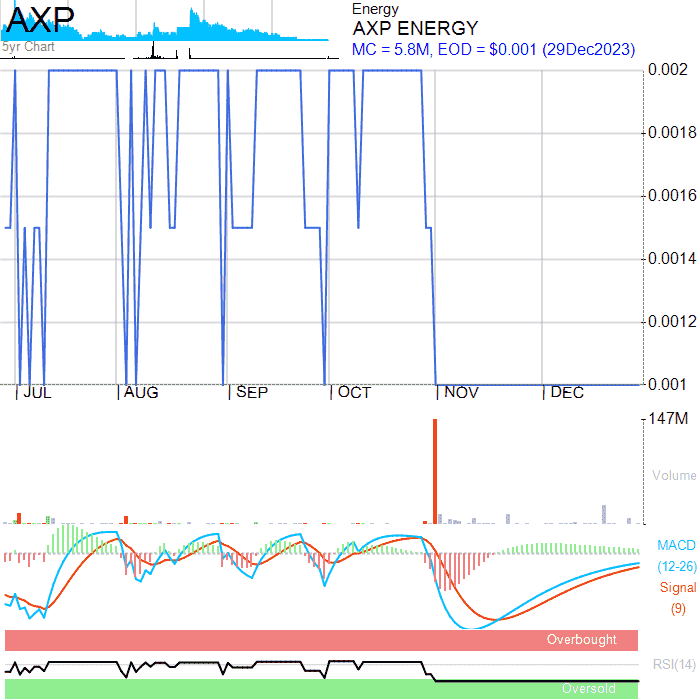 AXP
5yr Chart
Energy
AXP ENERGY
MC = 5.8M, EOD = $0.001 (29Dec2023)
0.002
0.0018
0.0016
0.0014
0.0012
0.001
JUL AUG SEP OCT NOV DEC
147M
Volume
MACD
(12-26)
Signal
(9)
Overbought
RSI(14)
Oversold